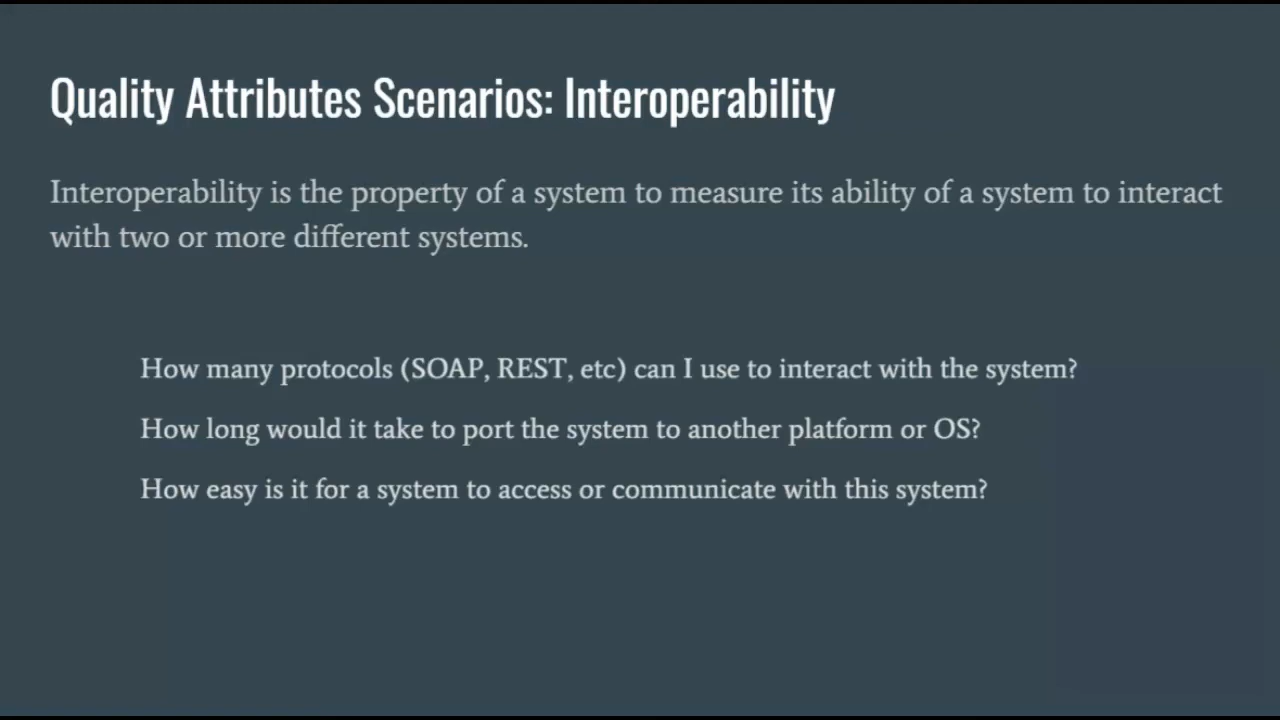 Quality Attributes Scenarios: Interoperability
Interoperability is the property of a system to measure its ability of a system to interact
with two or more different systems.
How many protocols (SOAP, REST, etc) can I use to interact with the system?
How long would it take to port the system to another platform or OS?
How easy is it for a system to access or communicate with this system?